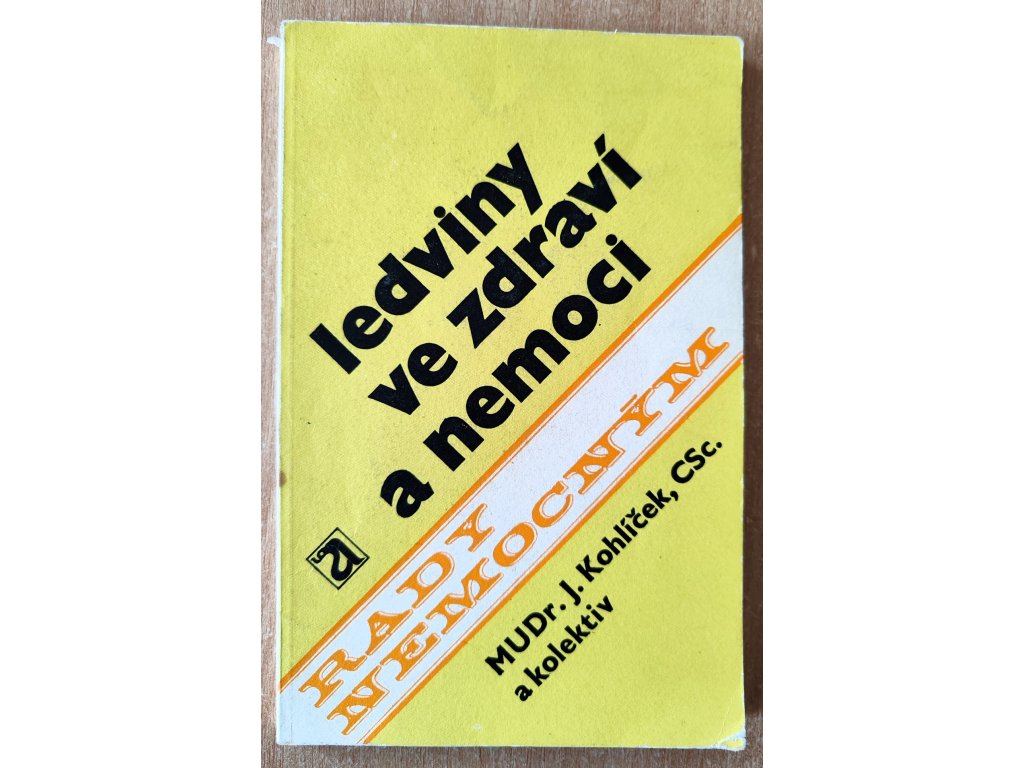 ledviny
ve zdraví
a nemoci
RADY
NEMOCNÝM
MUDr. J. Kohlíček, CSc.
a kolektiv